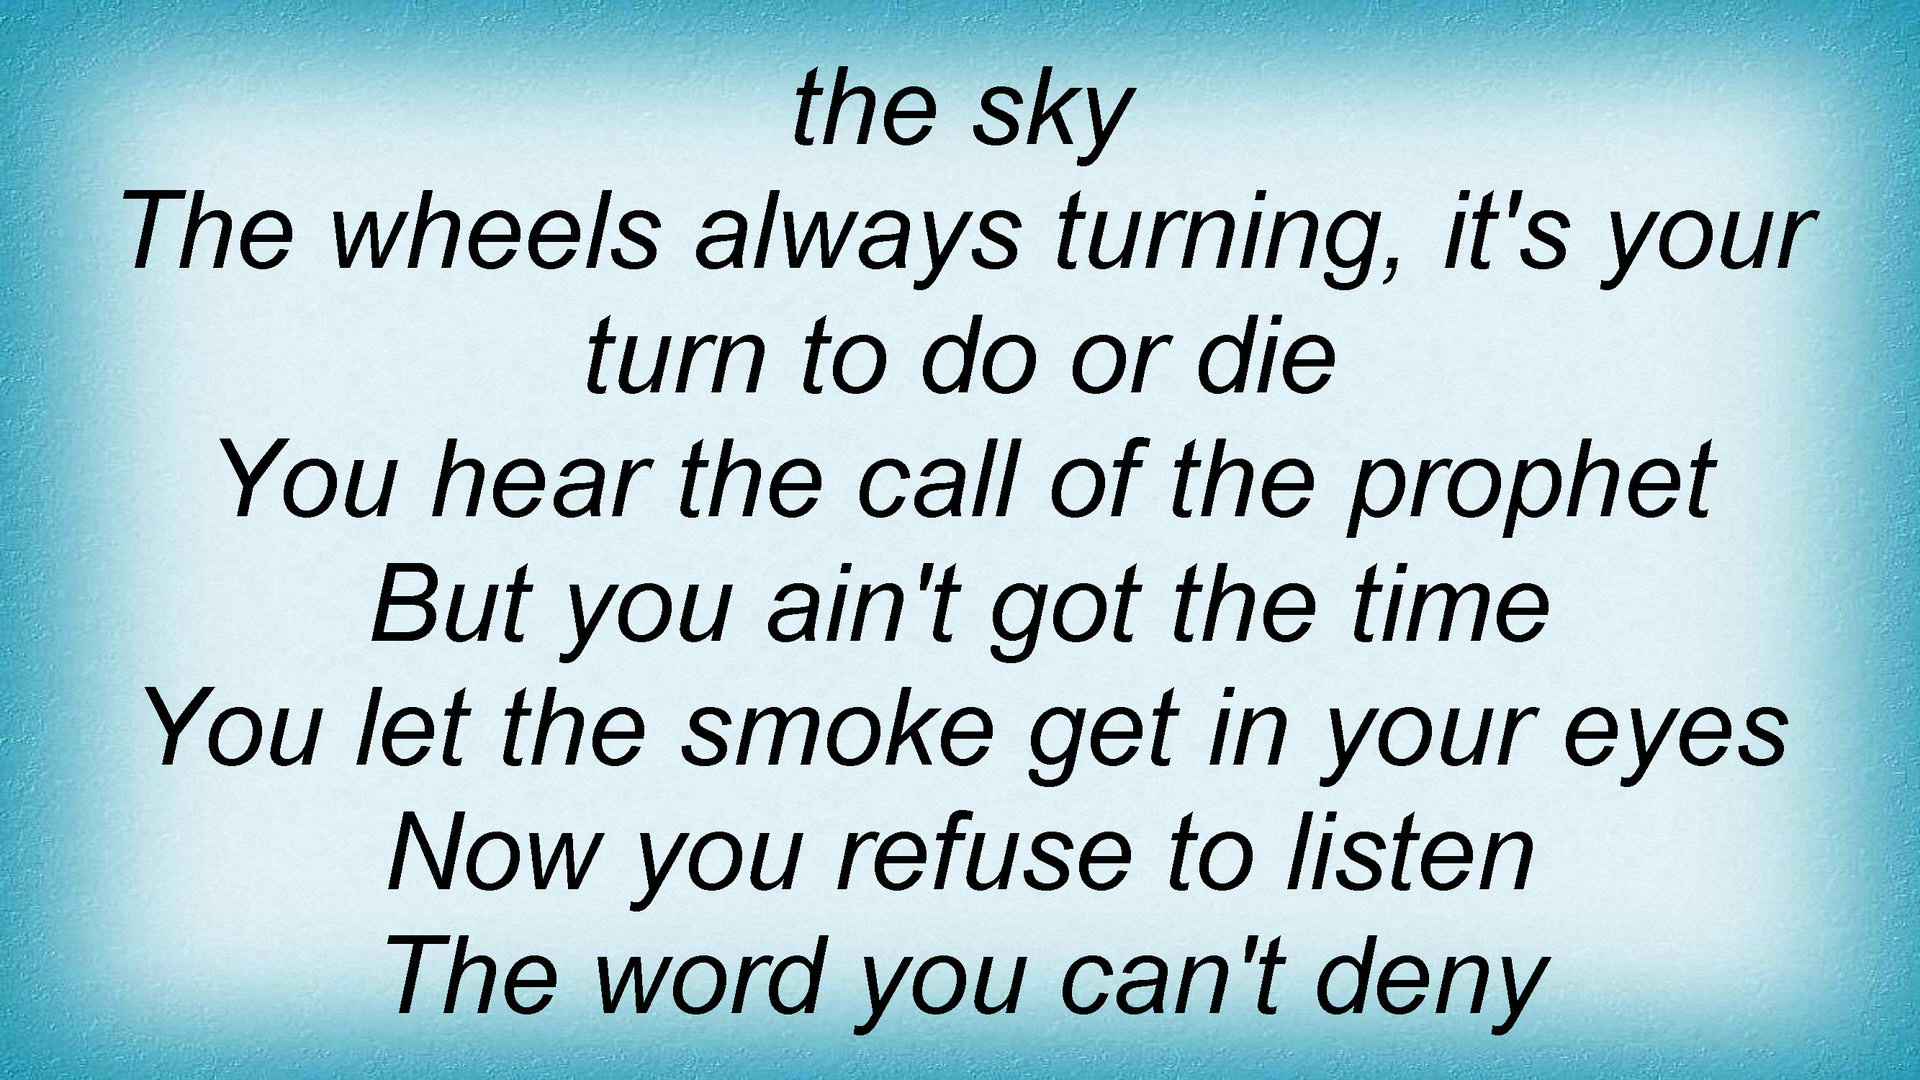 the sky
The wheels always turning, it's your
turn to do or die
You hear the call of the prophet
But you ain't got the time
You let the smoke get in your eyes
Now you refuse to listen
The word you can't deny